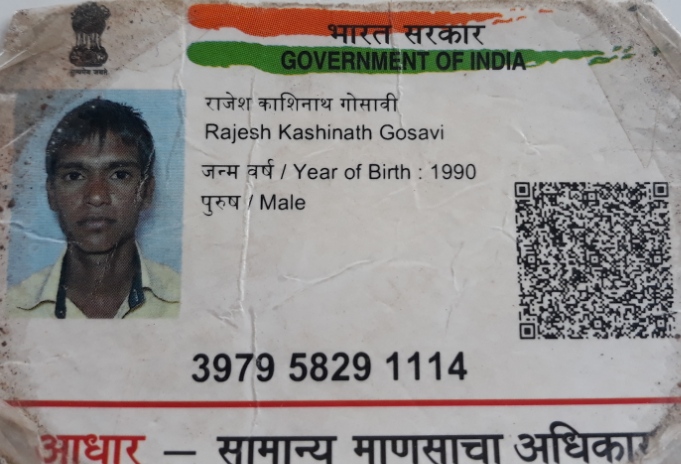 भारत सरकार
GOVERNMENT OF INDIA
राजेश काशिनाथ गोसावी
Rajesh Kashinath Gosavi
जन्म वर्ष / Year of Birth : 1990
पुरुष / Male
3979 5829 1114
आधार – सामान्य माणसाचा अधिकार